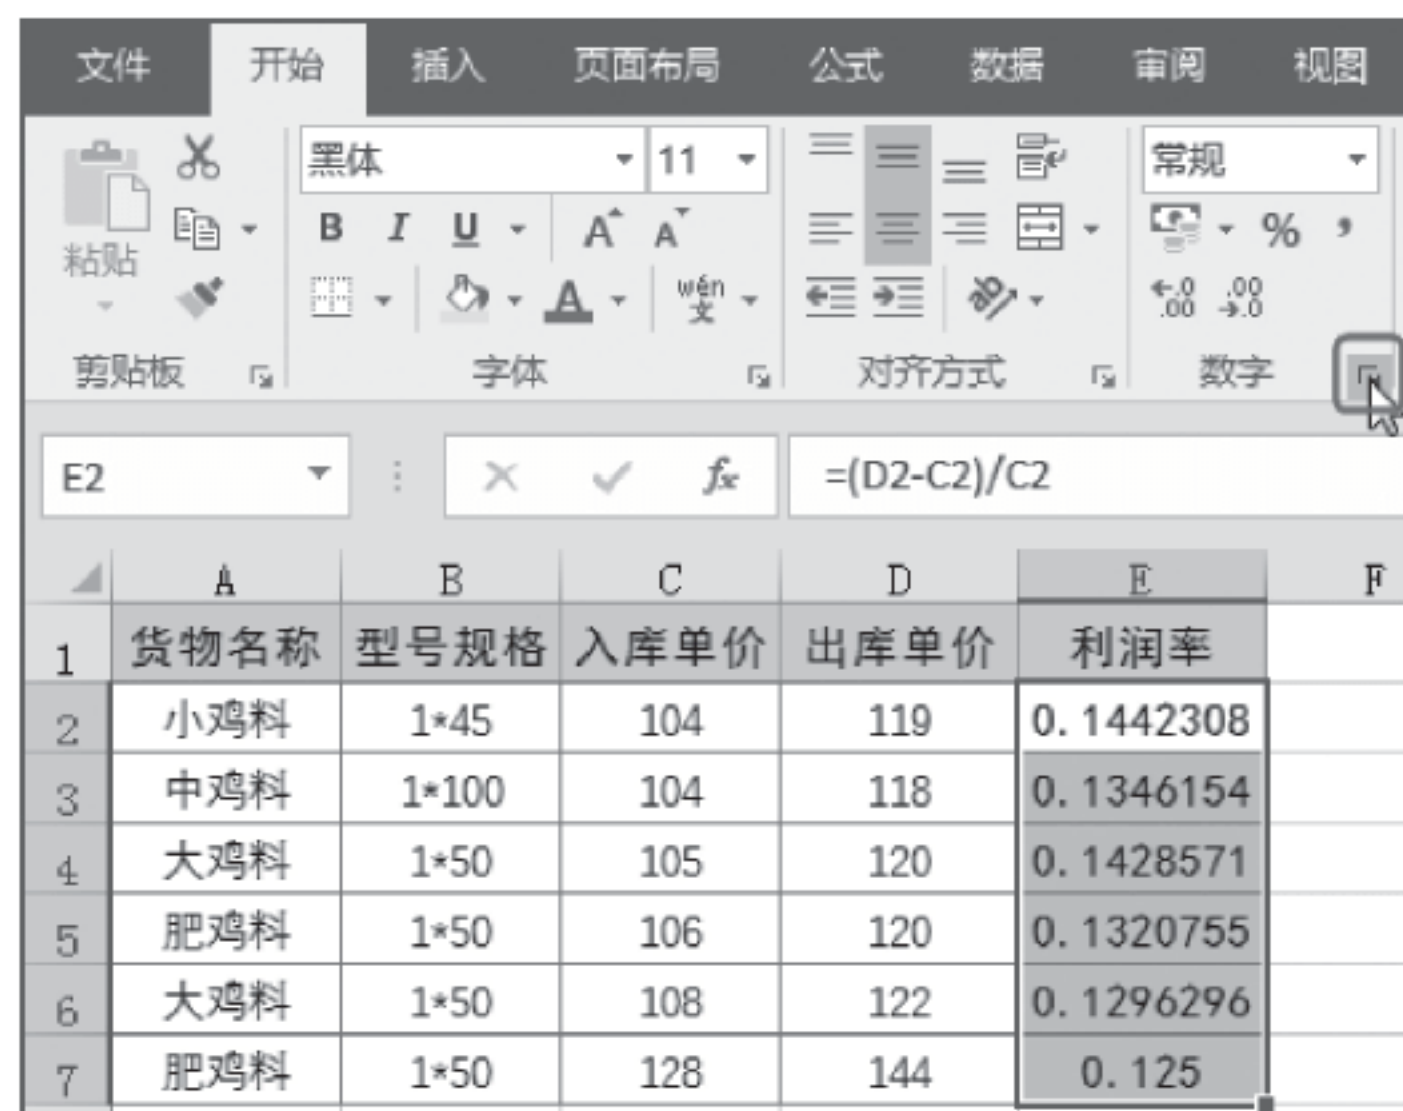 文件 开始 插入 页面布局 公式 数据 审阅 视图
黑体 11 常规
B I U A A % ,
粘贴
A wén 文 ab ←.0 .00 .00 →.0
剪贴板 字体 对齐方式 数字
E2 fx =(D2-C2)/C2
A B C D E F
1 货物名称 型号规格 入库单价 出库单价 利润率
2 小鸡料 1*45 104 119 0.1442308
3 中鸡料 1*100 104 118 0.1346154
4 大鸡料 1*50 105 120 0.1428571
5 肥鸡料 1*50 106 120 0.1320755
6 大鸡料 1*50 108 122 0.1296296
7 肥鸡料 1*50 128 144 0.125